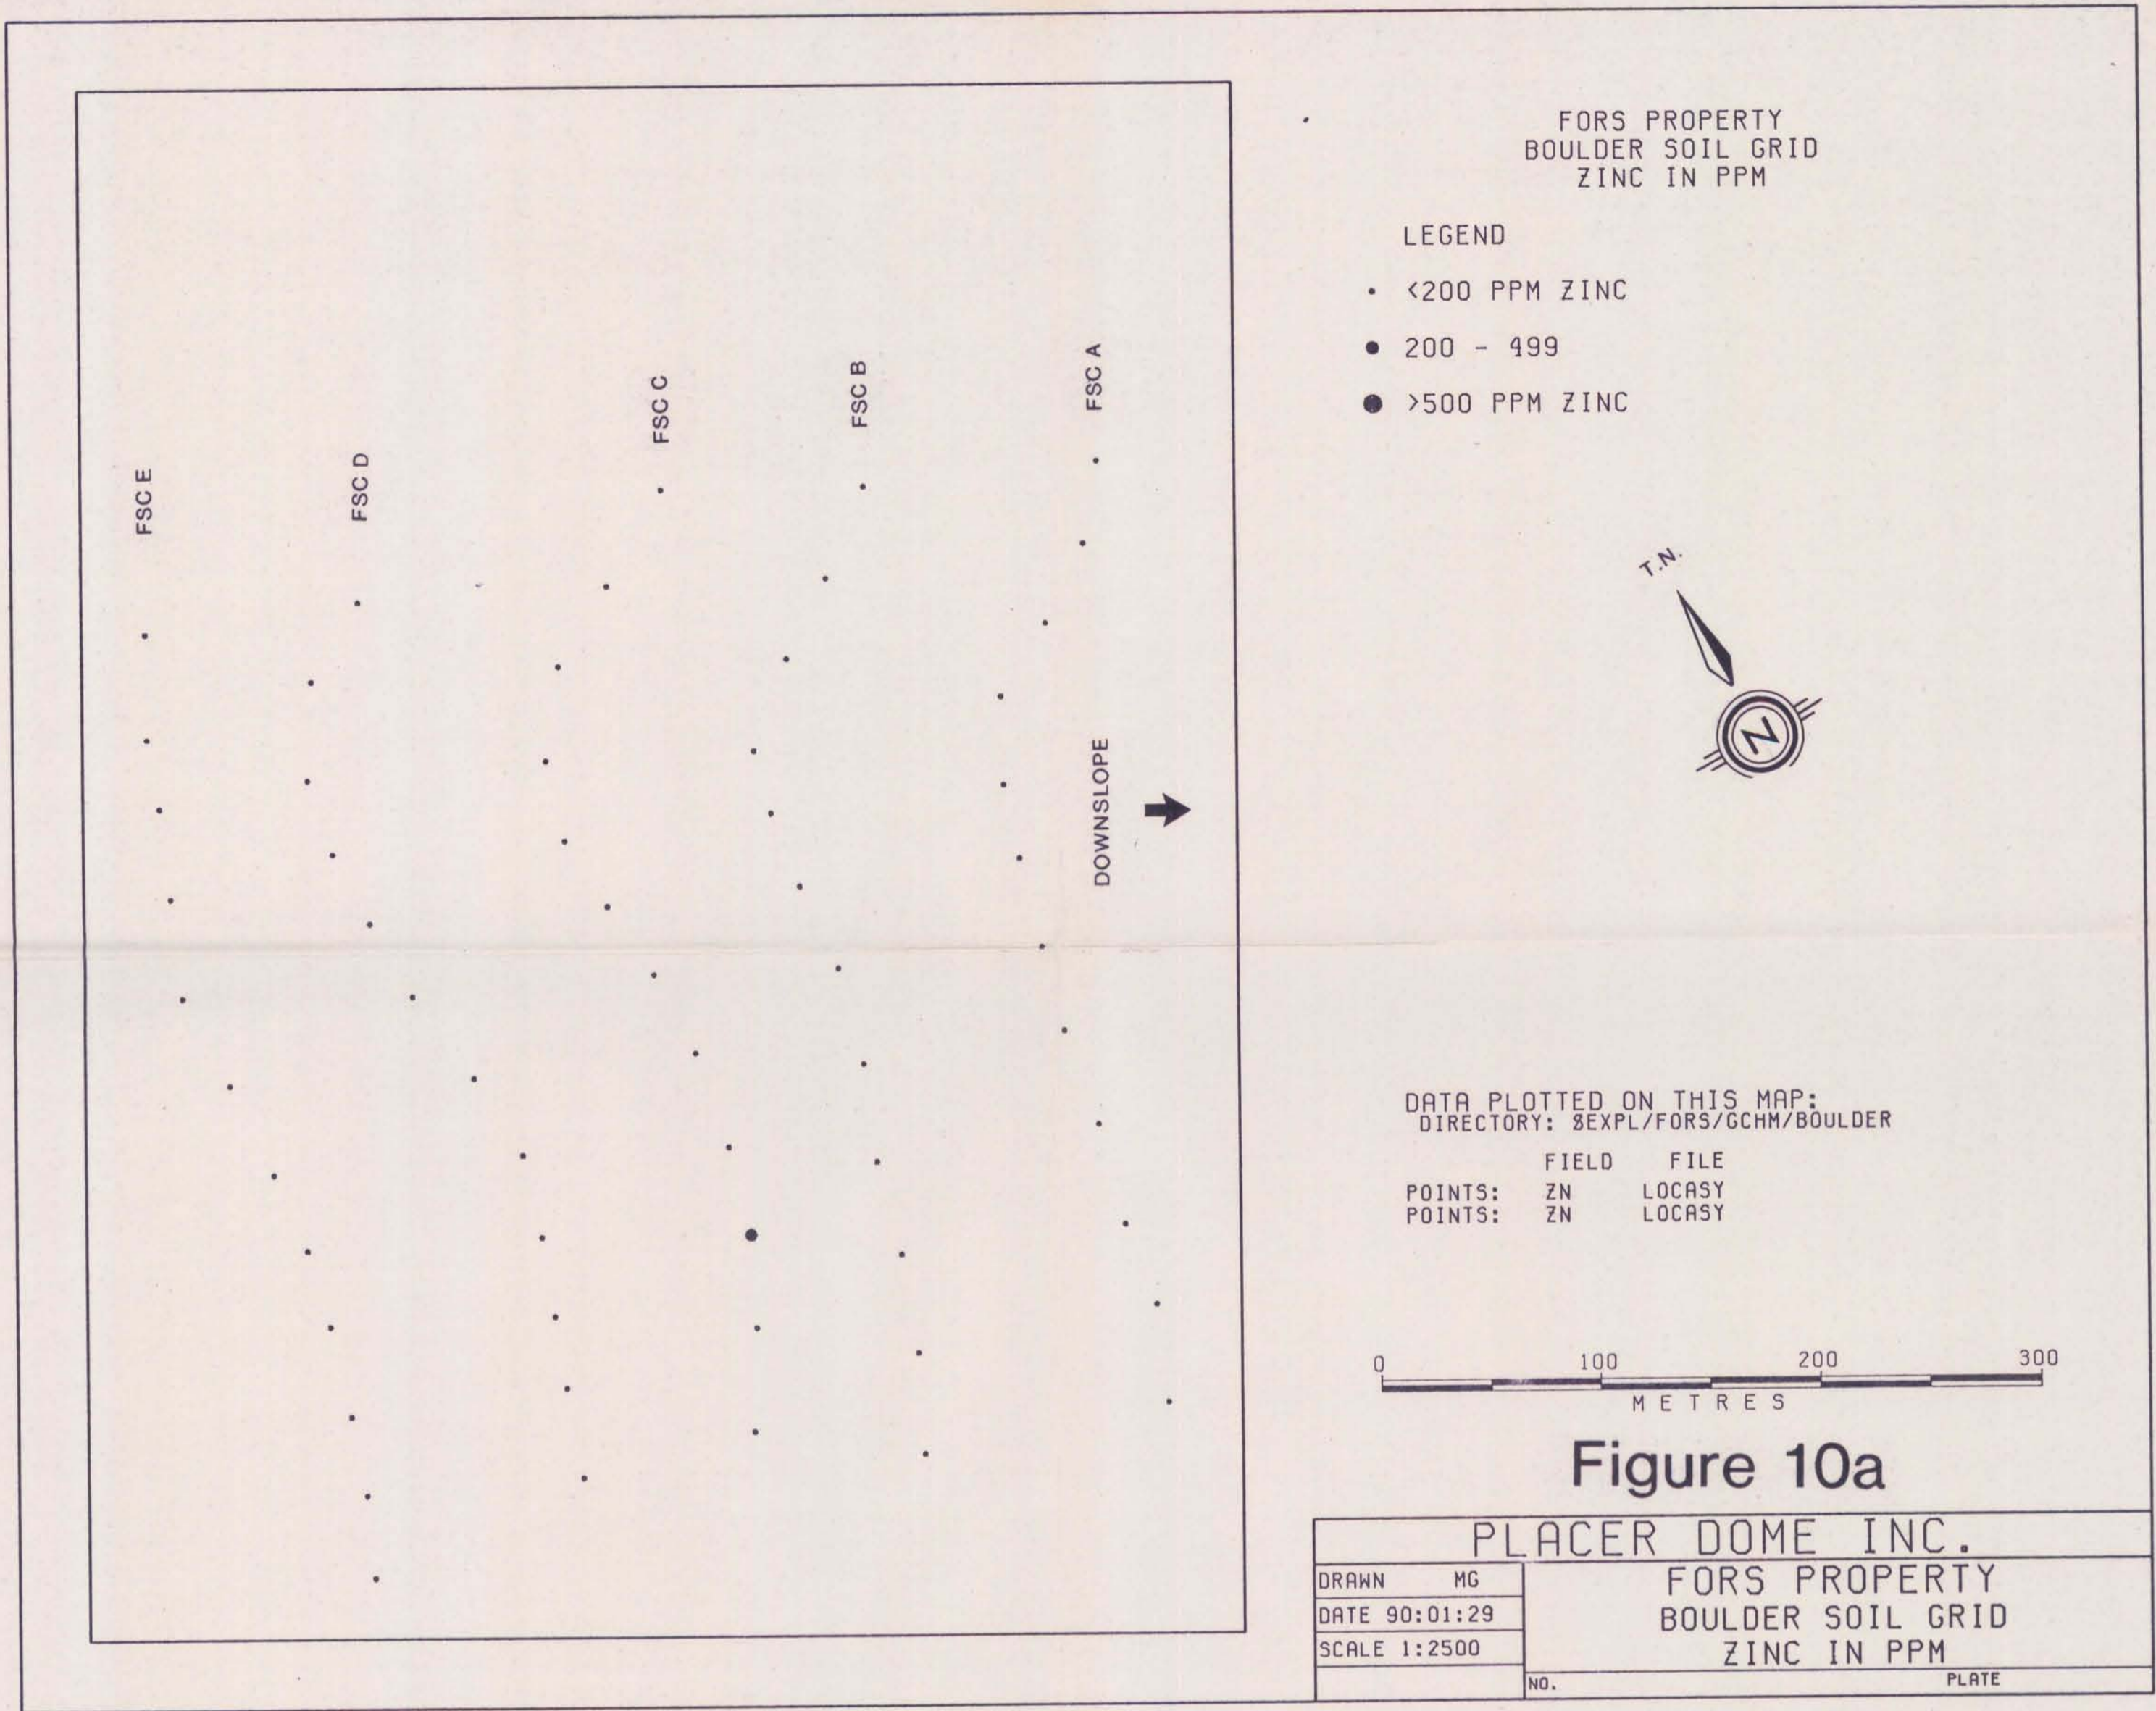 FORS PROPERTY
BOULDER SOIL GRID
ZINC IN PPM
LEGEND
<200 PPM ZINC
200 - 499
>500 PPM ZINC
FSC E
FSC D
FSC C
FSC B
FSC A
DOWNSLOPE
T.N.
N
DATA PLOTTED ON THIS MAP:
DIRECTORY: %EXPL/FORS/GCHM/BOULDER
FIELD FILE
POINTS: ZN LOCASY
POINTS: ZN LOCASY
0 100 200 300
METRES
Figure 10a
PLACER DOME INC.
DRAWN MG
DATE 90:01:29
SCALE 1:2500
FORS PROPERTY
BOULDER SOIL GRID
ZINC IN PPM
NO. PLATE